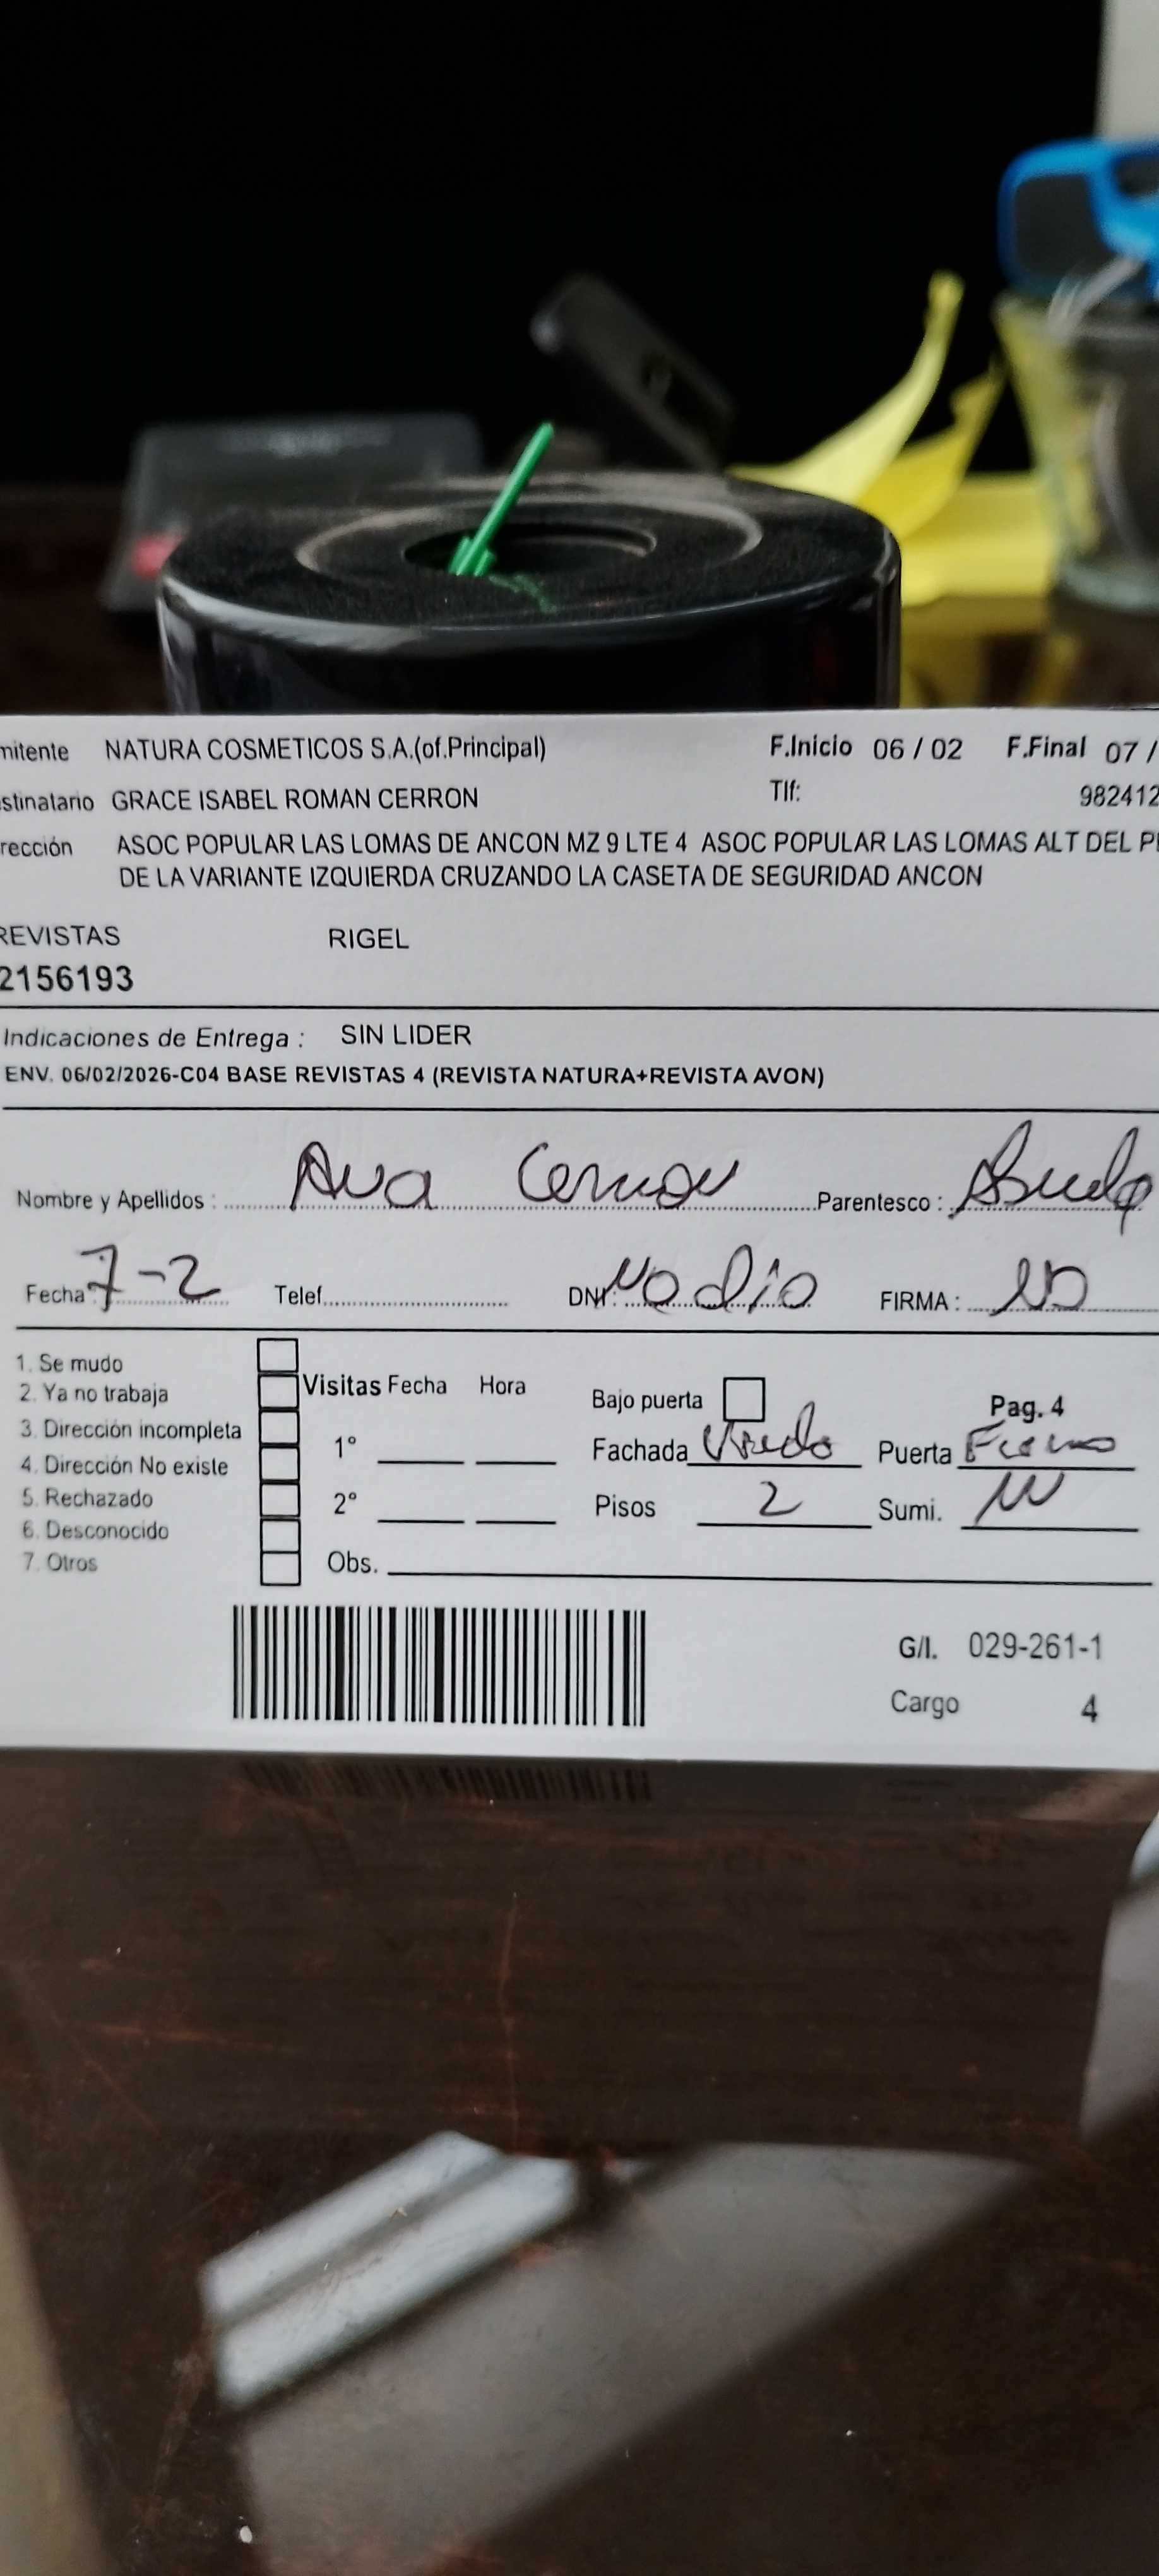 mitente NATURA COSMETICOS S.A.(of.Principal) F.Inicio 06 / 02 F.Final 07 /
stinatario GRACE ISABEL ROMAN CERRON Tlf: 982412
rección ASOC POPULAR LAS LOMAS DE ANCON MZ 9 LTE 4 ASOC POPULAR LAS LOMAS ALT DEL P
DE LA VARIANTE IZQUIERDA CRUZANDO LA CASETA DE SEGURIDAD ANCON
REVISTAS RIGEL
2156193
Indicaciones de Entrega : SIN LIDER
ENV. 06/02/2026-C04 BASE REVISTAS 4 (REVISTA NATURA+REVISTA AVON)
Nombre y Apellidos : Ana Cerron Parentesco :
Fecha 7-2 Telef. DNI: No dio FIRMA :
1. Se mudo
2. Ya no trabaja
3. Dirección incompleta
4. Dirección No existe
5. Rechazado
6. Desconocido
7. Otros
Visitas Fecha Hora
1°
2°
Obs.
Bajo puerta Pag. 4
Fachada Puerta Fierro
Pisos 2 Sumi.
G/I. 029-261-1
Cargo 4